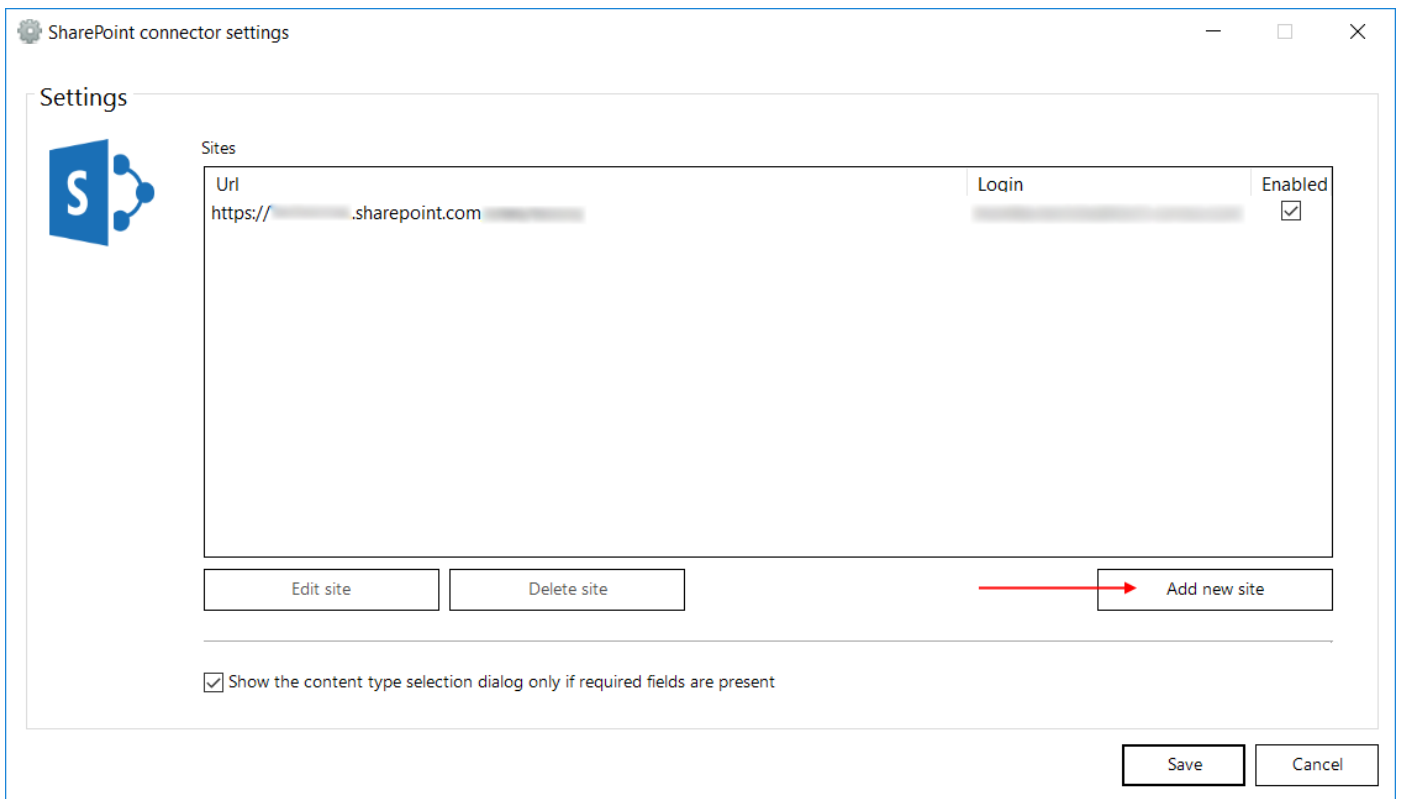 SharePoint connector settings
Settings
S
Sites
Url Login Enabled
https:// .sharepoint.com
Edit site Delete site Add new site
Show the content type selection dialog only if required fields are present
Save Cancel